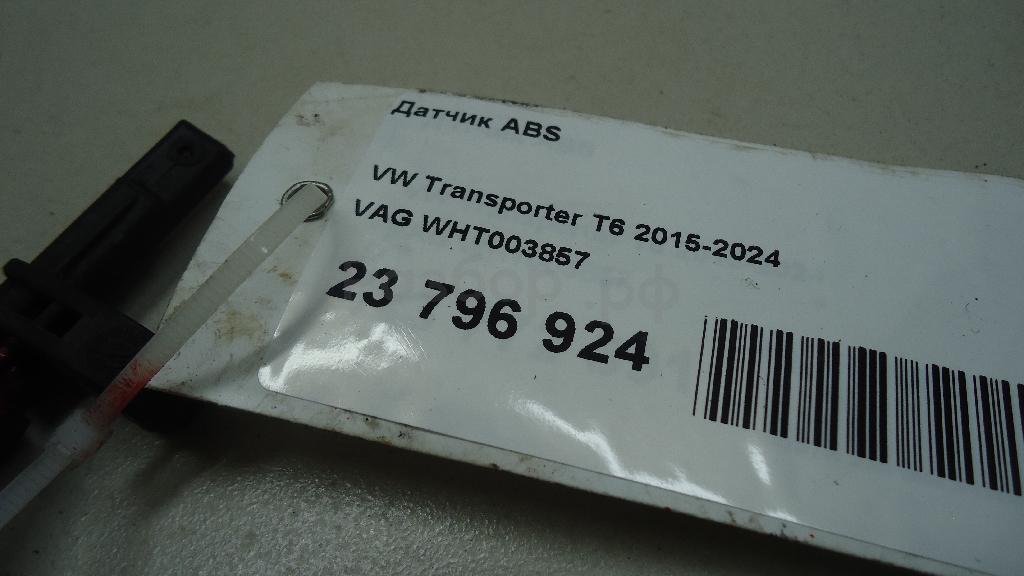 Датчик ABS
VW Transporter T6 2015-2024
VAG WHT003857
23 796 924